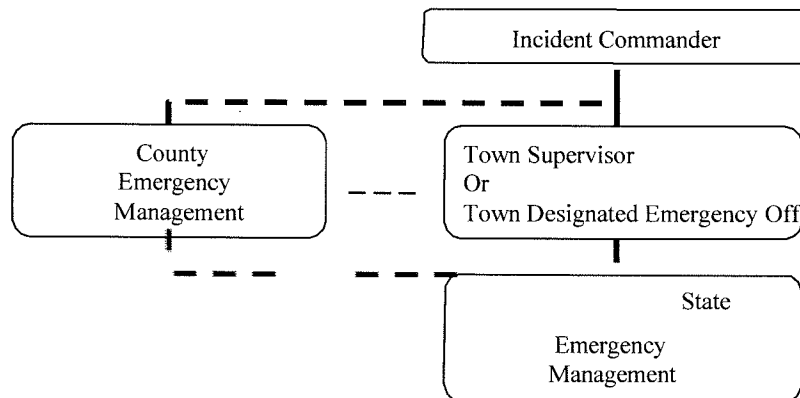 Incident Commander
County
Emergency
Management
Town Supervisor
Or
Town Designated Emergency Off
State
Emergency
Management